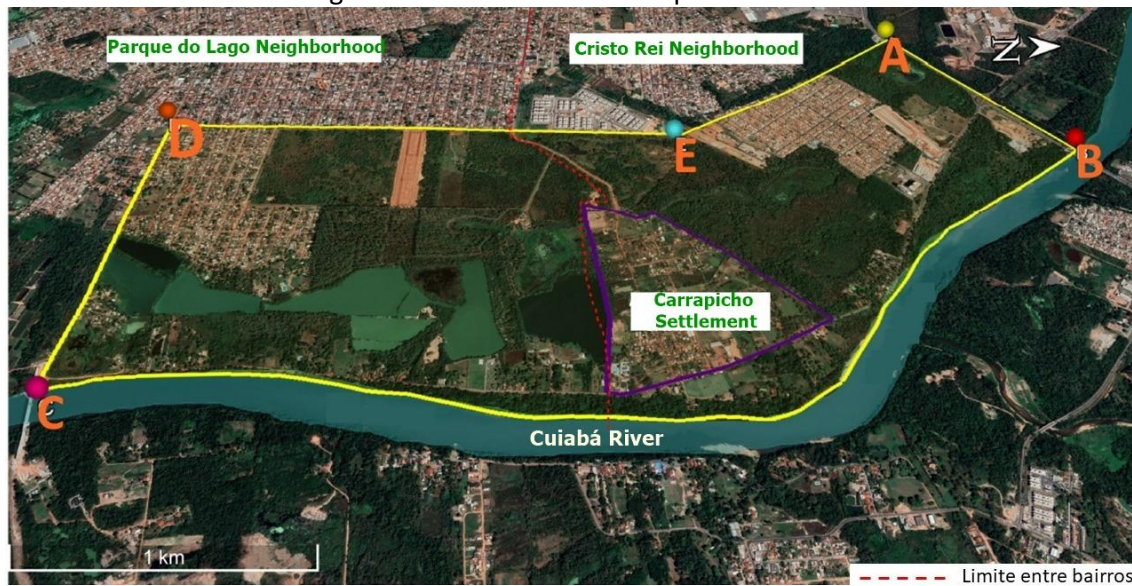 Parque do Lago Neighborhood
Cristo Rei Neighborhood
A
N
B
D
E
Carrapicho
Settlement
C
Cuiabá River
1 km
Limite entre bairros